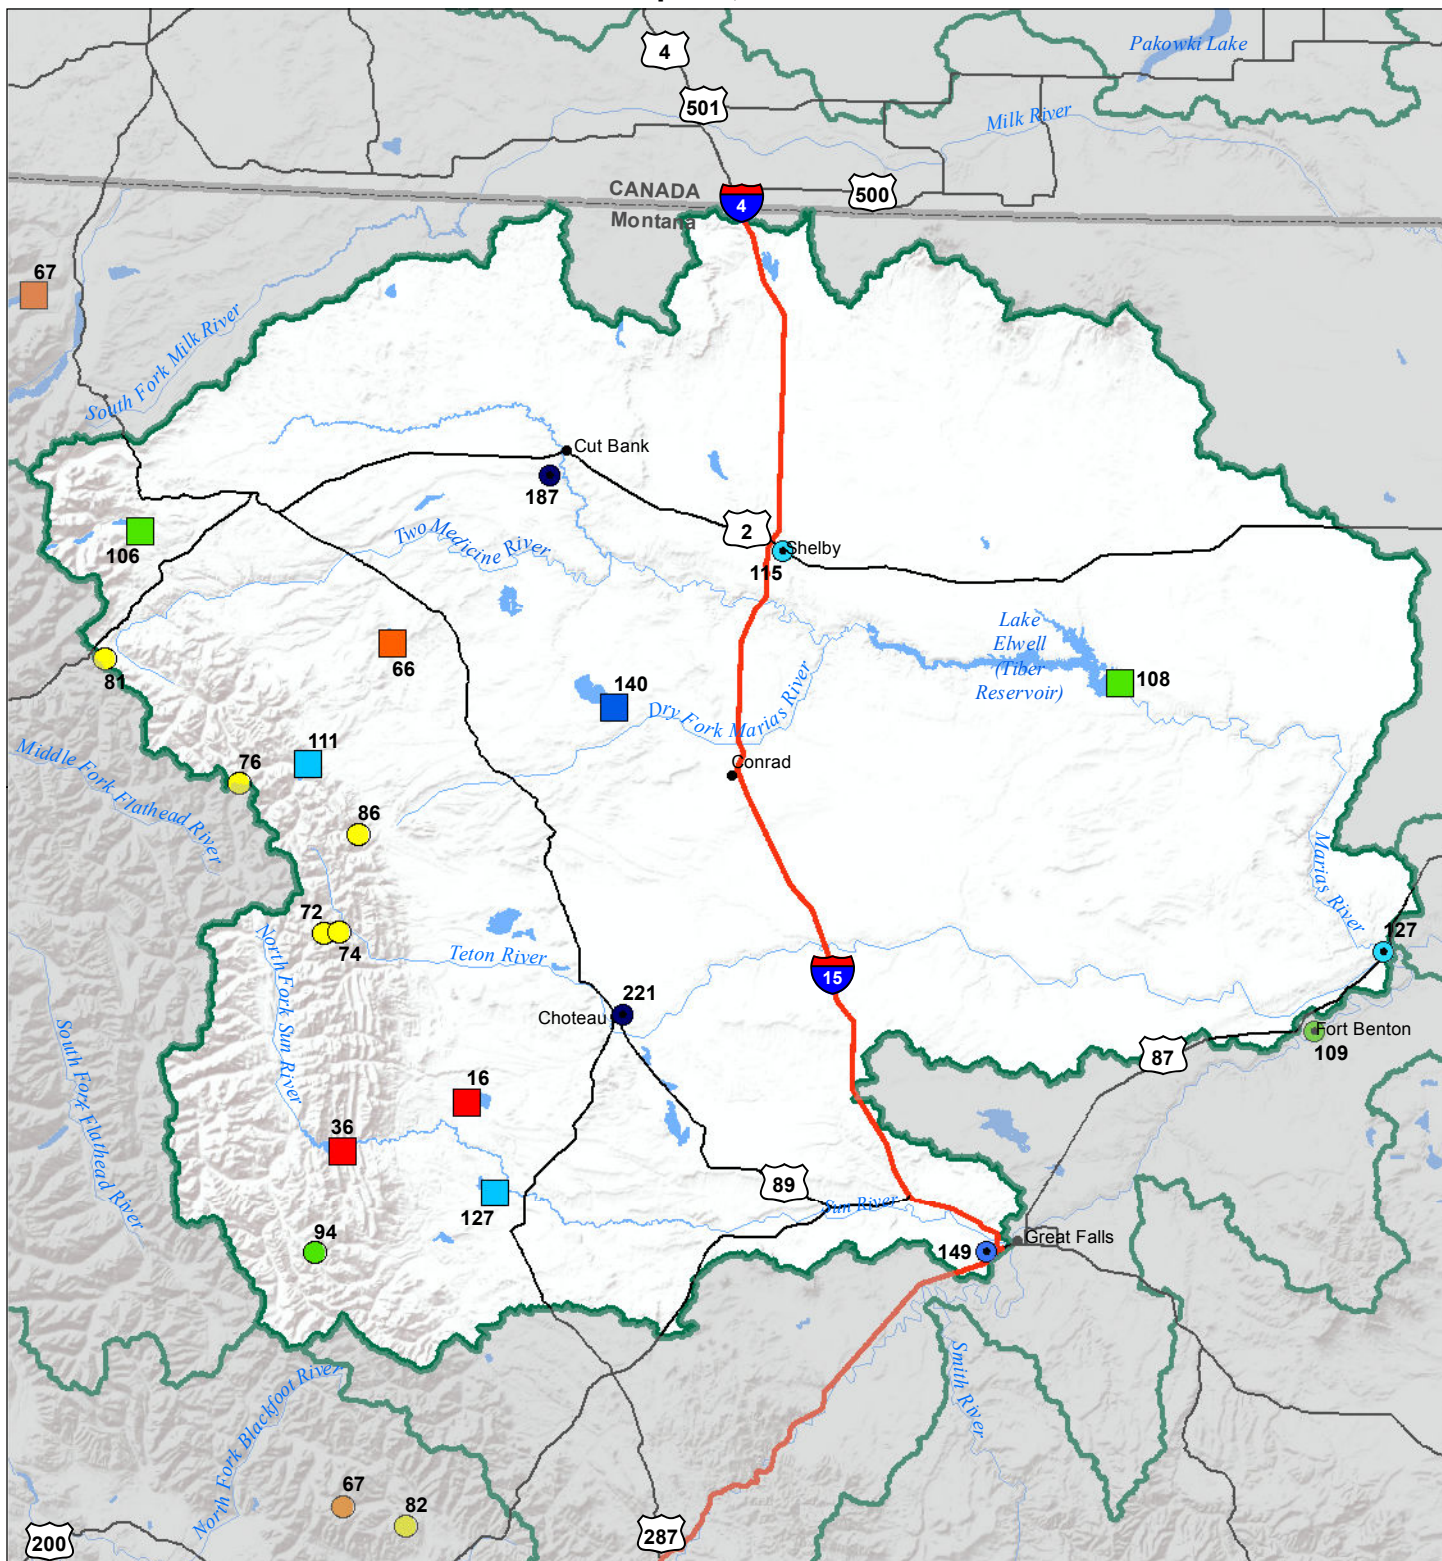 4
Pakowki Lake
501
Milk River
CANADA
500
4
Montana
67
South Fork Milk River
Cut Bank
187
2
Two Medicine River
Shelby
106
115
Lake
Elwell
(Tiber
Reservoir)
66
81
140
108
Dry Fork Marias River
111
76
Conrad
Middle Fork Flathead River
86
Marias River
72
74
127
North Fork Sun River
Teton River
15
221
Choteau
Fort Benton
87
109
South Fork Flathead River
16
36
89
127
Sun River
94
149
Great Falls
Smith River
North Fork Blackfoot River
67
82
200
287